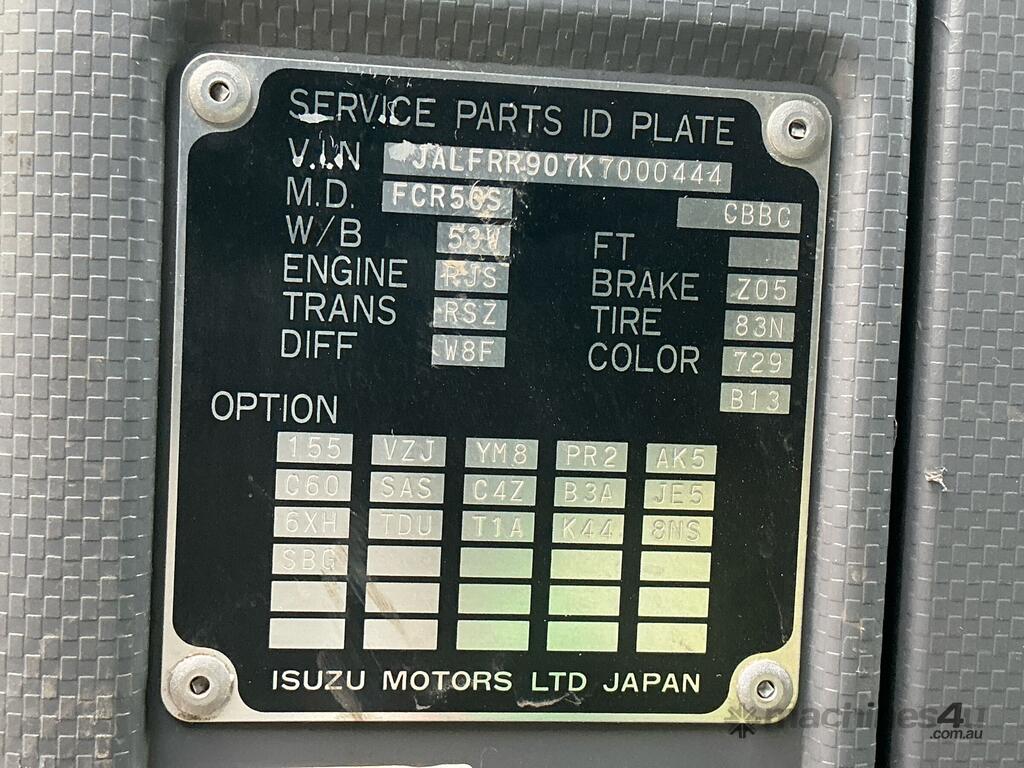 SERVICE PARTS ID PLATE
V.I.N JALFRR907K7000444
M.D. FCR56S CBBC
W/B 53W FT J
ENGINE RJS BRAKE Z05
TRANS RSZ TIRE 83N
DIFF W8F COLOR 729
B13
OPTION
155 VZJ YM8 PR2 AK5
C60 SAS C4Z B3A JE5
6XH TDU T1A K44 8NS
SBG
ISUZU MOTORS LTD JAPAN
machines4u
.com.au